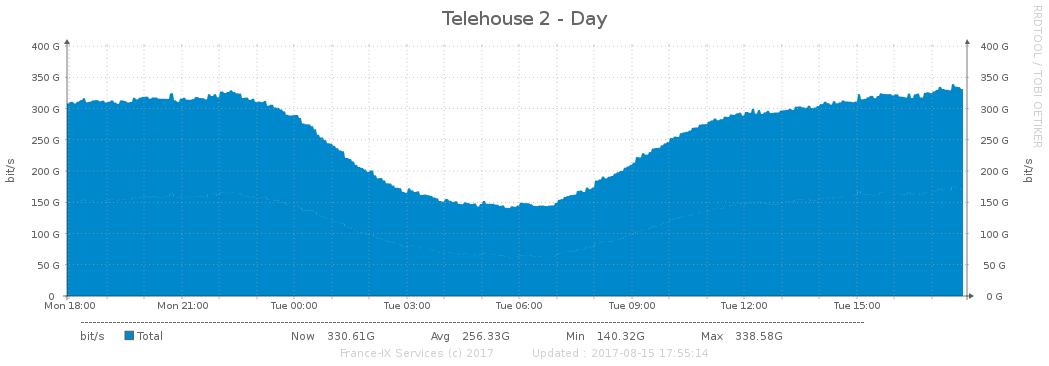 Telehouse 2 - Day
RRDTOOL / TOBI OETIKER
bit/s
400 G 400 G
350 G 350 G
300 G 300 G
250 G 250 G
200 G 200 G
150 G 150 G
100 G 100 G
50 G 50 G
0 0 G
bit/s
Mon 18:00 Mon 21:00 Tue 00:00 Tue 03:00 Tue 06:00 Tue 09:00 Tue 12:00 Tue 15:00
bit/s Total Now 330.61G Avg 256.33G Min 140.32G Max 338.58G
France-IX Services (c) 2017 Updated : 2017-08-15 17:55:14